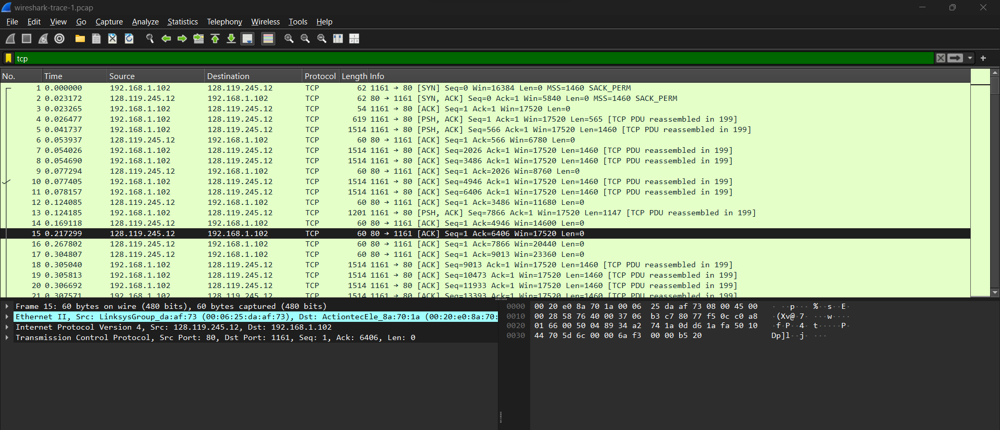 wireshark-trace-1.pcap
File Edit View Go Capture Analyze Statistics Telephony Wireless Tools Help
tcp
No. Time Source Destination Protocol Length Info
1 0.000000 192.168.1.102 128.119.245.12 TCP 62 1161 → 80 [SYN] Seq=0 Win=16384 Len=0 MSS=1460 SACK_PERM
2 0.023172 128.119.245.12 192.168.1.102 TCP 62 80 → 1161 [SYN, ACK] Seq=0 Ack=1 Win=5840 Len=0 MSS=1460 SACK_PERM
3 0.023265 192.168.1.102 128.119.245.12 TCP 54 1161 → 80 [ACK] Seq=1 Ack=1 Win=17520 Len=0
4 0.026477 192.168.1.102 128.119.245.12 TCP 619 1161 → 80 [PSH, ACK] Seq=1 Ack=1 Win=17520 Len=565 [TCP PDU reassembled in 199]
5 0.041737 192.168.1.102 128.119.245.12 TCP 1514 1161 → 80 [PSH, ACK] Seq=566 Ack=1 Win=17520 Len=1460 [TCP PDU reassembled in 199]
6 0.053937 128.119.245.12 192.168.1.102 TCP 60 80 → 1161 [ACK] Seq=1 Ack=566 Win=6780 Len=0
7 0.054026 192.168.1.102 128.119.245.12 TCP 1514 1161 → 80 [ACK] Seq=2026 Ack=1 Win=17520 Len=1460 [TCP PDU reassembled in 199]
8 0.054690 192.168.1.102 128.119.245.12 TCP 1514 1161 → 80 [ACK] Seq=3486 Ack=1 Win=17520 Len=1460 [TCP PDU reassembled in 199]
9 0.077294 128.119.245.12 192.168.1.102 TCP 60 80 → 1161 [ACK] Seq=1 Ack=2026 Win=8760 Len=0
10 0.077405 192.168.1.102 128.119.245.12 TCP 1514 1161 → 80 [ACK] Seq=4946 Ack=1 Win=17520 Len=1460 [TCP PDU reassembled in 199]
11 0.078157 192.168.1.102 128.119.245.12 TCP 1514 1161 → 80 [ACK] Seq=6406 Ack=1 Win=17520 Len=1460 [TCP PDU reassembled in 199]
12 0.124085 128.119.245.12 192.168.1.102 TCP 60 80 → 1161 [ACK] Seq=1 Ack=3486 Win=11680 Len=0
13 0.124185 192.168.1.102 128.119.245.12 TCP 1201 1161 → 80 [PSH, ACK] Seq=7866 Ack=1 Win=17520 Len=1147 [TCP PDU reassembled in 199]
14 0.169118 128.119.245.12 192.168.1.102 TCP 60 80 → 1161 [ACK] Seq=1 Ack=4946 Win=14600 Len=0
15 0.217299 128.119.245.12 192.168.1.102 TCP 60 80 → 1161 [ACK] Seq=1 Ack=6406 Win=17520 Len=0
16 0.267802 128.119.245.12 192.168.1.102 TCP 60 80 → 1161 [ACK] Seq=1 Ack=7866 Win=20440 Len=0
17 0.304807 128.119.245.12 192.168.1.102 TCP 60 80 → 1161 [ACK] Seq=1 Ack=9013 Win=23360 Len=0
18 0.305040 192.168.1.102 128.119.245.12 TCP 1514 1161 → 80 [ACK] Seq=9013 Ack=1 Win=17520 Len=1460 [TCP PDU reassembled in 199]
19 0.305813 192.168.1.102 128.119.245.12 TCP 1514 1161 → 80 [ACK] Seq=10473 Ack=1 Win=17520 Len=1460 [TCP PDU reassembled in 199]
20 0.306692 192.168.1.102 128.119.245.12 TCP 1514 1161 → 80 [ACK] Seq=11933 Ack=1 Win=17520 Len=1460 [TCP PDU reassembled in 199]
21 0.307571 192.168.1.102 128.119.245.12 TCP 1514 1161 → 80 [ACK] Seq=13393 Ack=1 Win=17520 Len=1460 [TCP PDU reassembled in 199]
Frame 15: 60 bytes on wire (480 bits), 60 bytes captured (480 bits)
Ethernet II, Src: LinksysGroup_da:af:73 (00:06:25:da:af:73), Dst: ActiontecEle_8a:70:1a (00:20:e0:8a:70:
Internet Protocol Version 4, Src: 128.119.245.12, Dst: 192.168.1.102
Transmission Control Protocol, Src Port: 80, Dst Port: 1161, Seq: 1, Ack: 6406, Len: 0
0000 00 20 e0 8a 70 1a 00 06 25 da af 73 08 00 45 00 · ··p··· %··s··E·
0010 00 28 58 76 40 00 37 06 b3 c7 80 77 f5 0c c0 a8 ·(Xv@·7· ···w····
0020 01 66 00 50 04 89 34 a2 74 1a 0d d6 1a fa 50 10 ·f·P··4· t·····P·
0030 44 70 5d 6c 00 00 6a f3 00 00 b5 20 Dp]l··j· ···